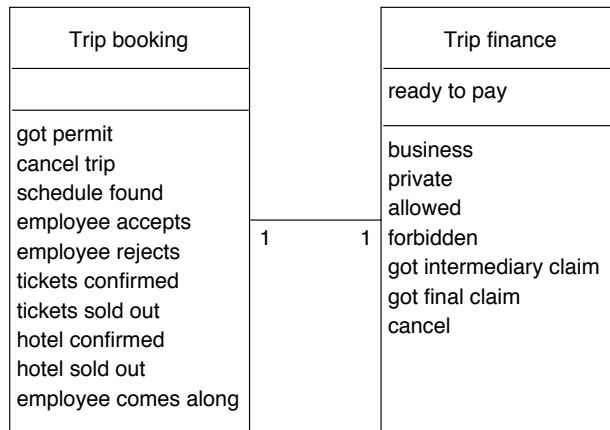 Trip booking
got permit
cancel trip
schedule found
employee accepts
employee rejects
tickets confirmed
tickets sold out
hotel confirmed
hotel sold out
employee comes along
1
1
Trip finance
ready to pay
business
private
allowed
forbidden
got intermediary claim
got final claim
cancel